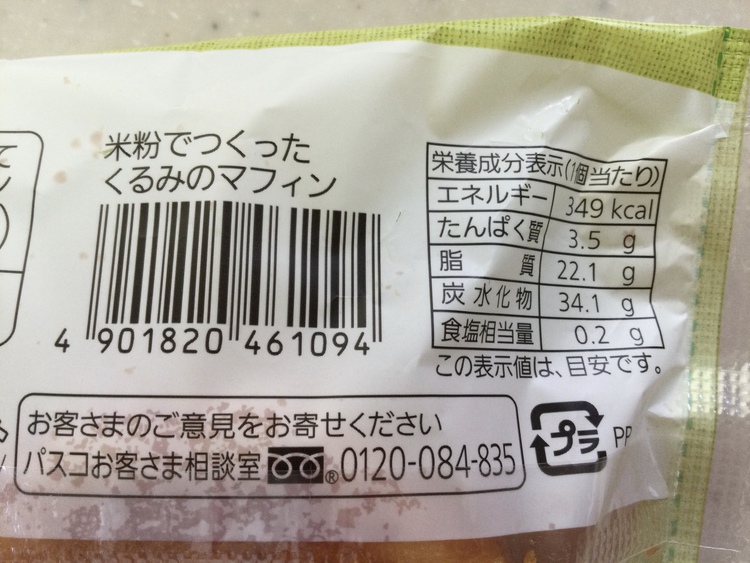 米粉でつくった
くるみのマフィン
4 901820 461094
栄養成分表示(1個当たり)
エネルギー 349 kcal
たんぱく質 3.5 g
脂質 22.1 g
炭水化物 34.1 g
食塩相当量 0.2 g
この表示値は、目安です。
お客さまのご意見をお寄せください
パスコお客さま相談室 ® 0120-084-835
プラ